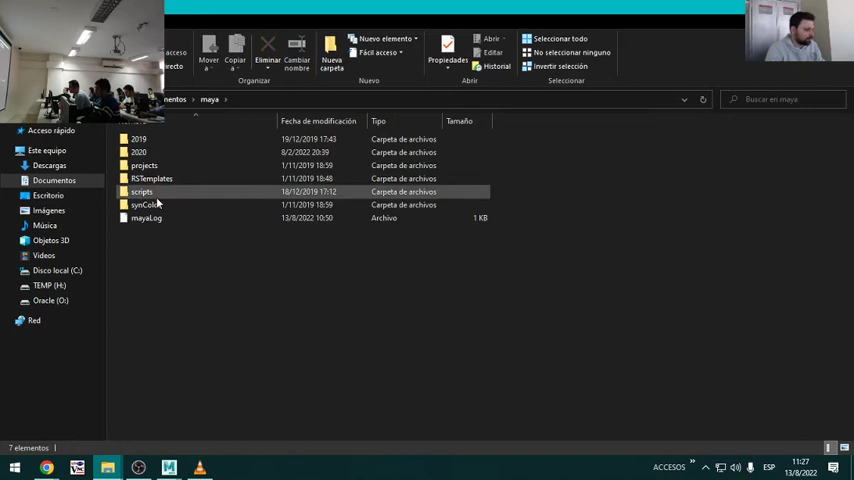 acceso
recto
Mover
a
Copiar
a
Eliminar
Cambiar
nombre
Organizar
Nueva
carpeta
Nuevo elemento
Fácil acceso
Nuevo
Propiedades
Abrir
Editar
Historial
Abrir
Seleccionar todo
No seleccionar ninguno
Invertir selección
Seleccionar
mentos > maya >
Buscar en maya
Fecha de modificación Tipo Tamaño
2019 19/12/2019 17:43 Carpeta de archivos
2020 8/2/2022 20:39 Carpeta de archivos
projects 1/11/2019 18:59 Carpeta de archivos
RSTemplates 1/11/2019 18:48 Carpeta de archivos
scripts 18/12/2019 17:12 Carpeta de archivos
synColo 1/11/2019 18:59 Carpeta de archivos
mayaLog 13/8/2022 10:50 Archivo 1 KB
Acceso rápido
Este equipo
Descargas
Documentos
Escritorio
Imágenes
Música
Objetos 3D
Videos
Disco local (C:)
TEMP (H:)
Oracle (O:)
Red
7 elementos
ACCESOS
ESP
11:27
13/8/2022